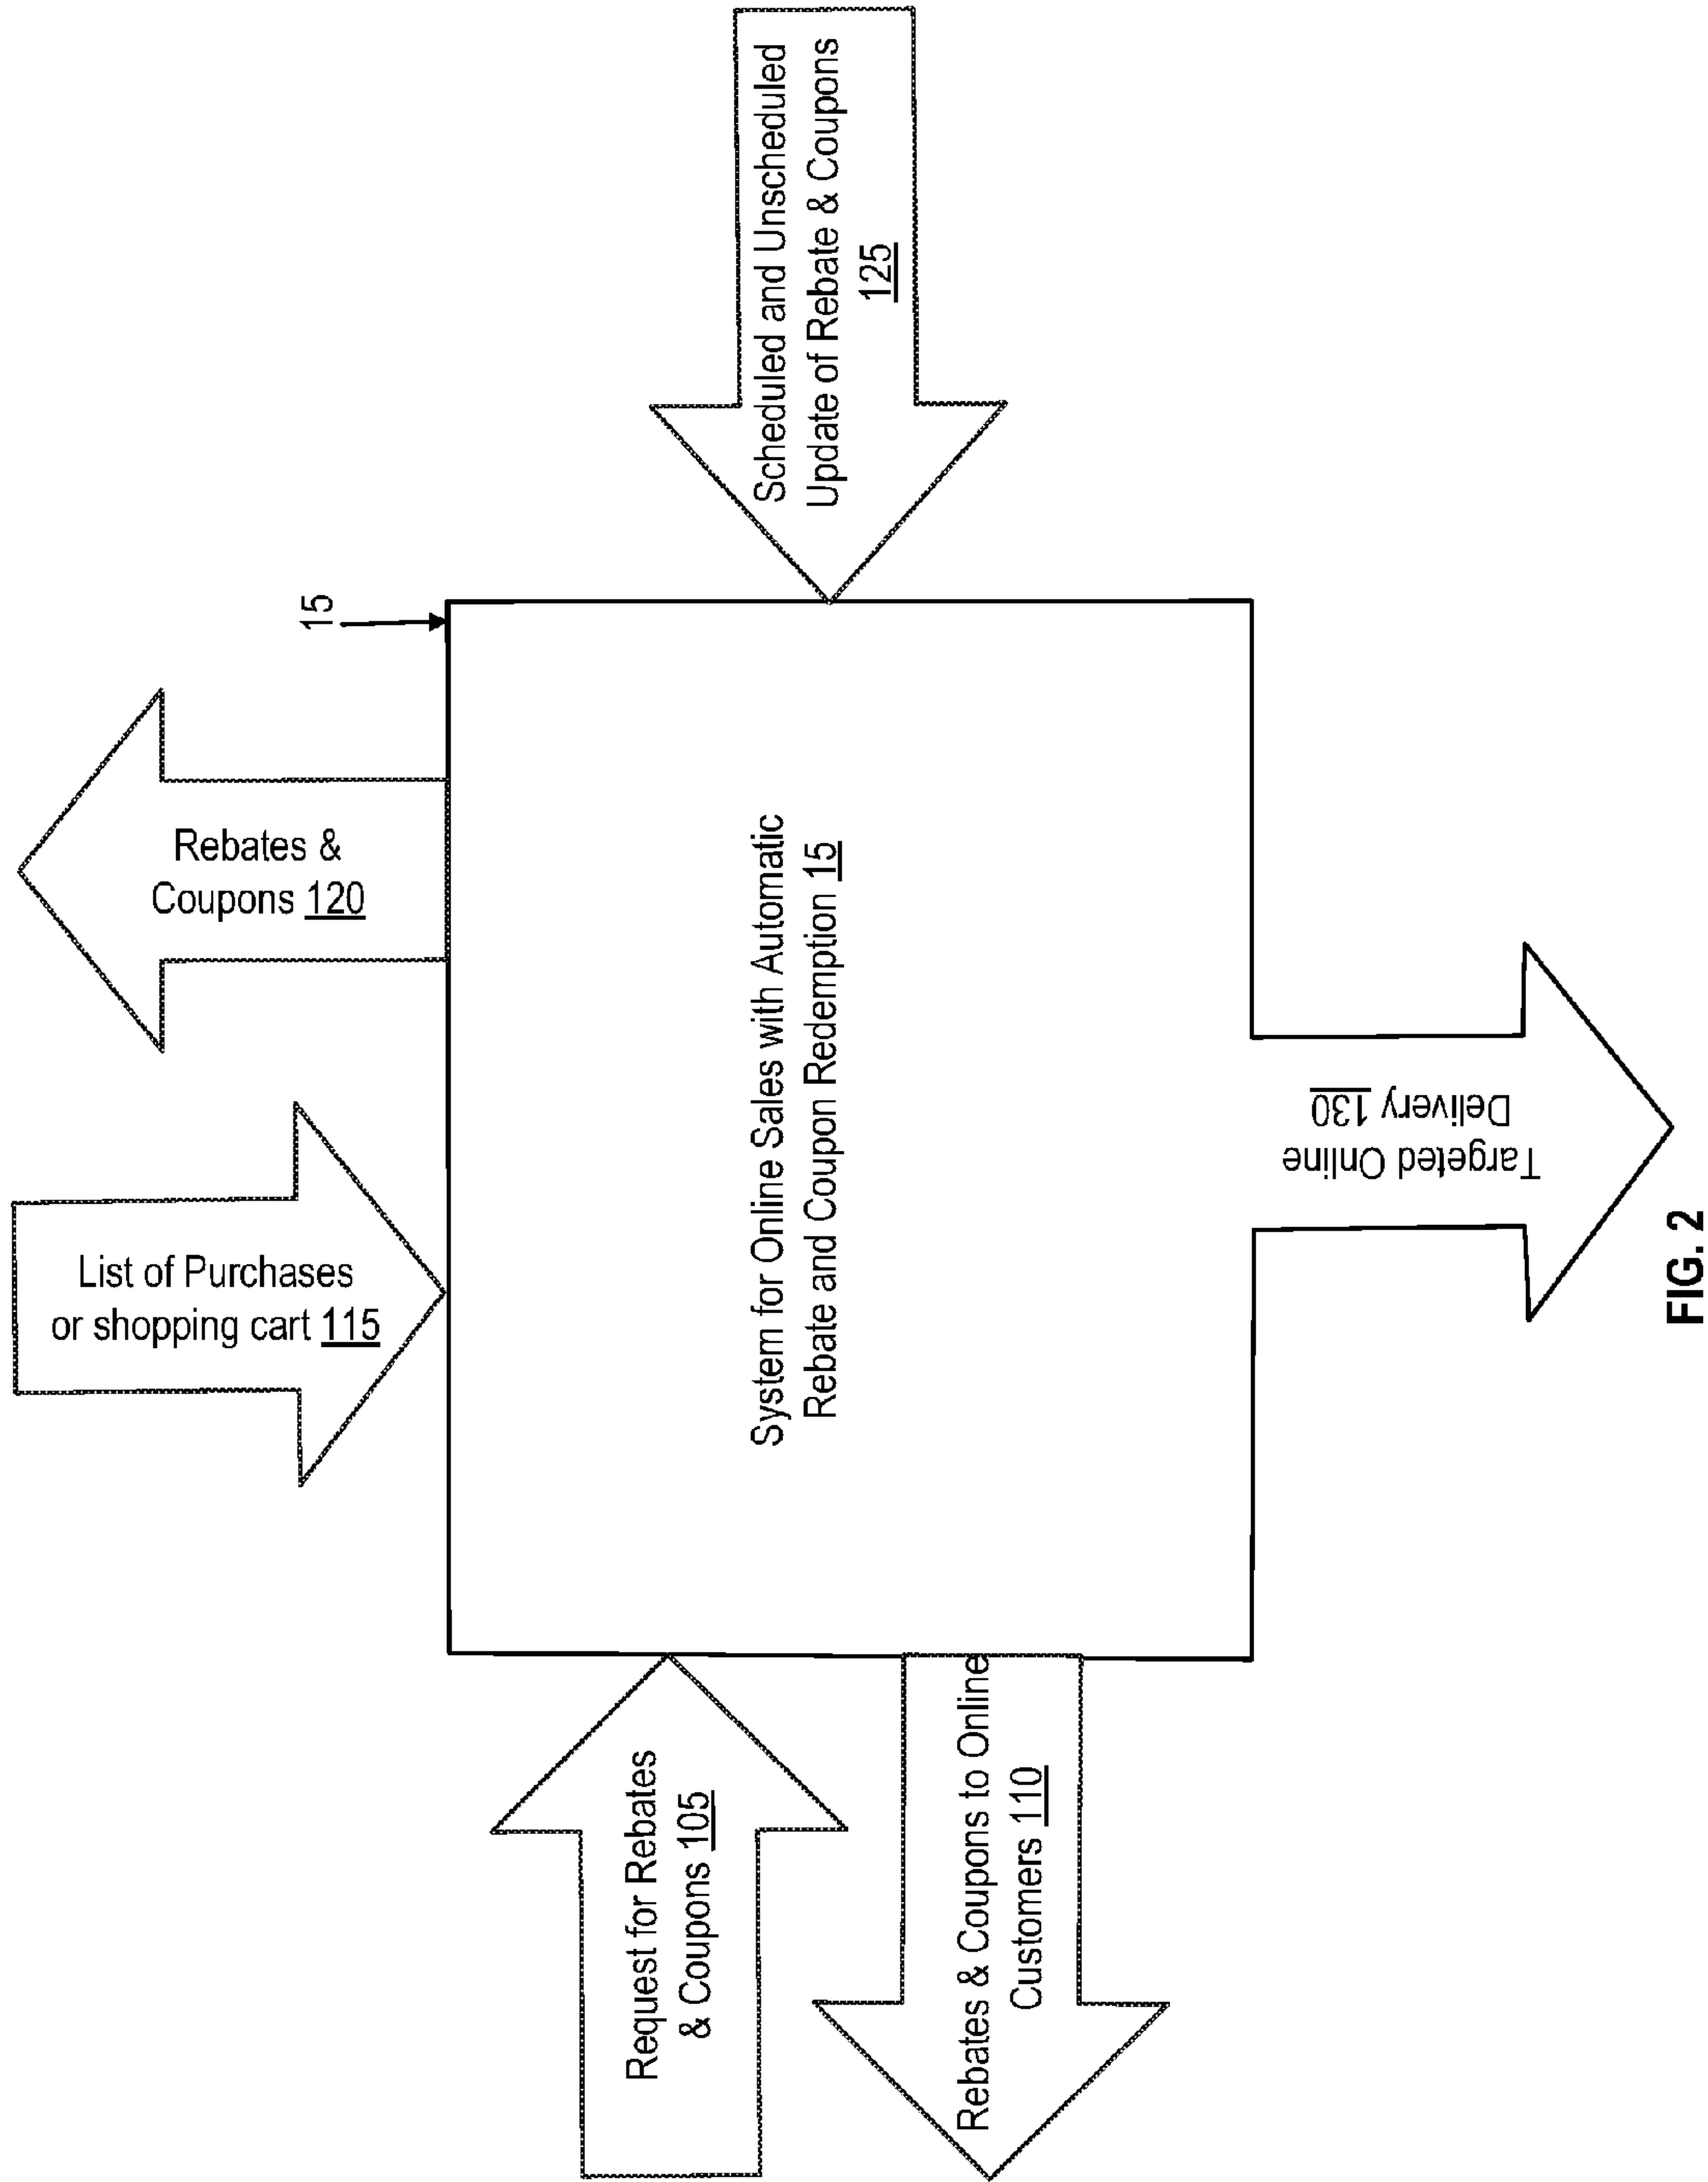 Request for Rebates
& Coupons 105
Rebates & Coupons to Online
Customers 110
List of Purchases
or shopping cart 115
Rebates &
Coupons 120
15
System for Online Sales with Automatic
Rebate and Coupon Redemption 15
Scheduled and Unscheduled
Update of Rebate & Coupons
125
Targeted Online
Delivery 130
FIG. 2